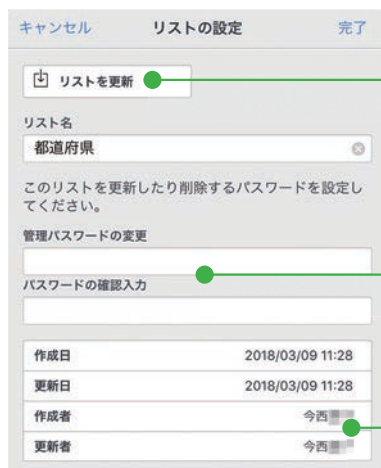 キャンセル リストの設定 完了
リストを更新
リスト名
都道府県
このリストを更新したり削除するパスワードを設定し
てください。
管理パスワードの変更
パスワードの確認入力
作成日 2018/03/09 11:28
更新日 2018/03/09 11:28
作成者 今西
更新者 今西